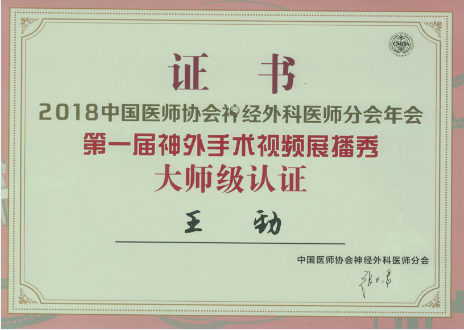 CMDA
证 书
2018中国医师协会神经外科医师分会年会
第一届神外手术视频展播秀
大师级认证
王 劲
中国医师协会神经外科医师分会